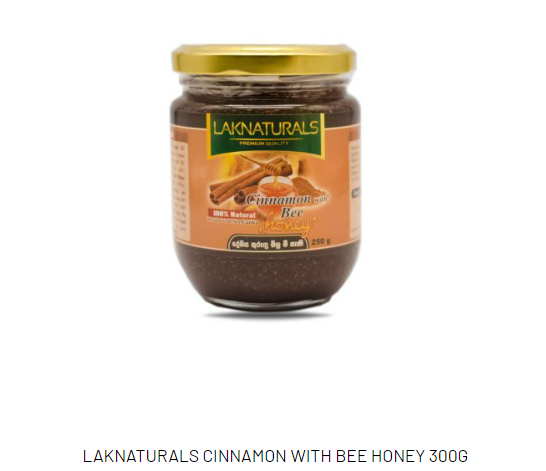 LAKNATURALS
PREMIUM QUALITY
Cinnamon with
Bee
100% Natural
Honey
දේශීය කුරුඳු මිශ්‍ර මී පැණි
250 g
LAKNATURALS CINNAMON WITH BEE HONEY 300G